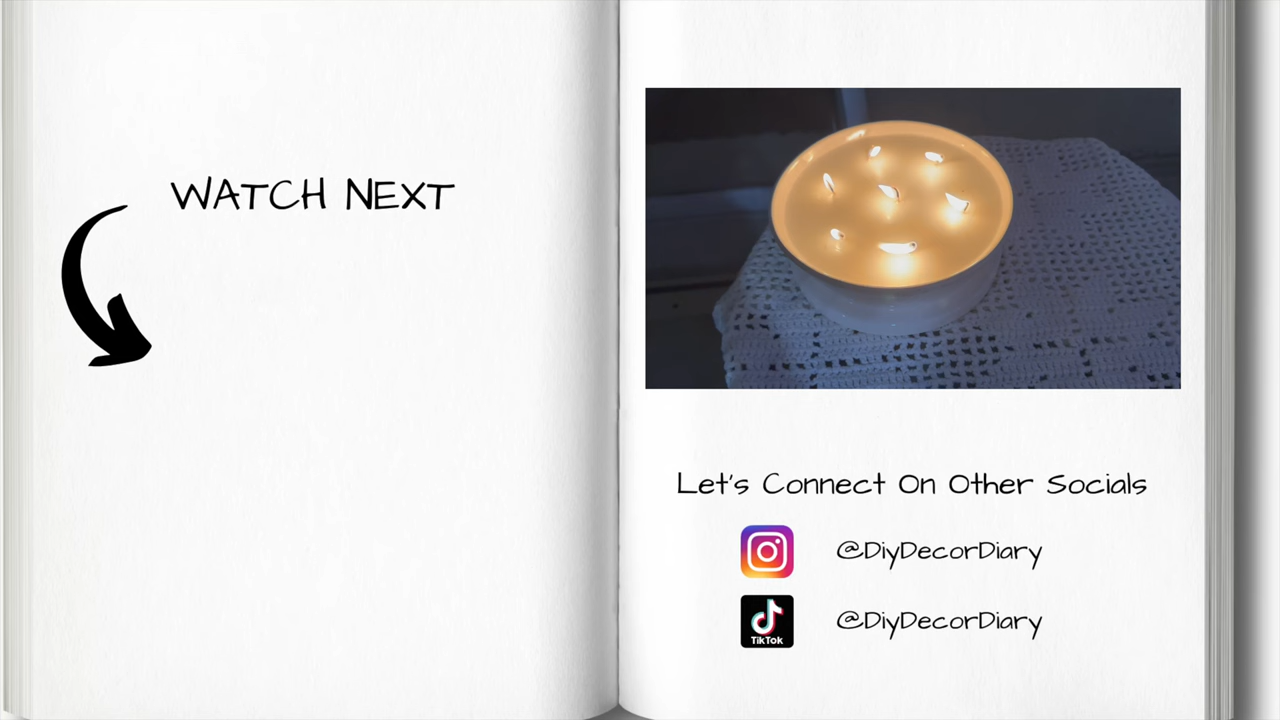 WATCH NEXT
Let's Connect On Other Socials
@DiyDecorDiary
TikTok
@DiyDecorDiary